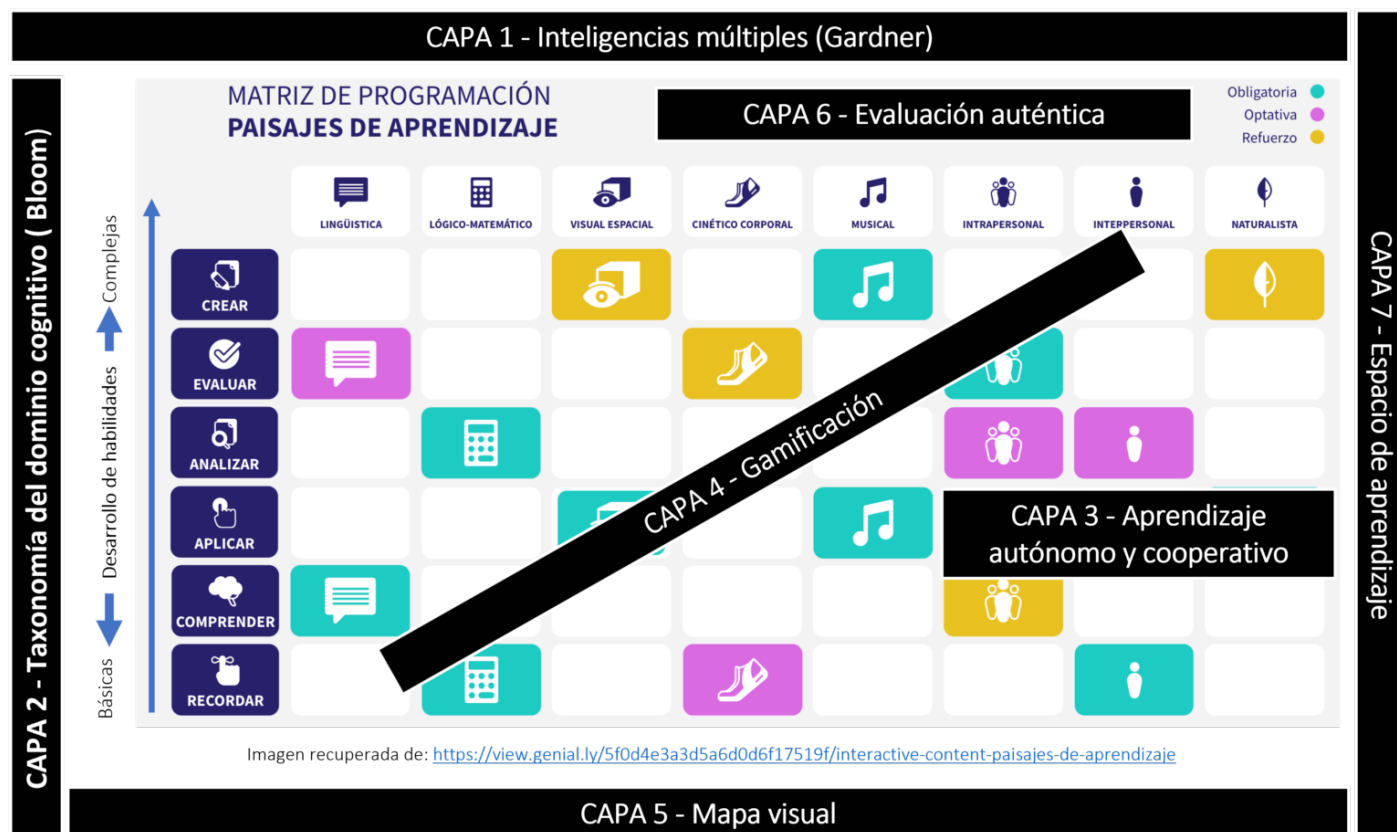 CAPA 1 - Inteligencias múltiples (Gardner)
CAPA 2 - Taxonomía del dominio cognitivo ( Bloom)
MATRIZ DE PROGRAMACIÓN
PAISAJES DE APRENDIZAJE
CAPA 6 - Evaluación auténtica
Obligatoria
Optativa
Refuerzo
LINGÜISTICA
LÓGICO-MATEMÁTICO
VISUAL ESPACIAL
CINÉTICO CORPORAL
MUSICAL
INTRAPERSONAL
INTEPPERSONAL
NATURALISTA
Complejas
Desarrollo de habilidades
Básicas
CREAR
EVALUAR
ANALIZAR
APLICAR
COMPRENDER
RECORDAR
CAPA 4 - Gamificación
CAPA 3 - Aprendizaje
autónomo y cooperativo
CAPA 7 - Espacio de aprendizaje
Imagen recuperada de: https://view.genial.ly/5f0d4e3a3d5a6d0d6f17519f/interactive-content-paisajes-de-aprendizaje
CAPA 5 - Mapa visual